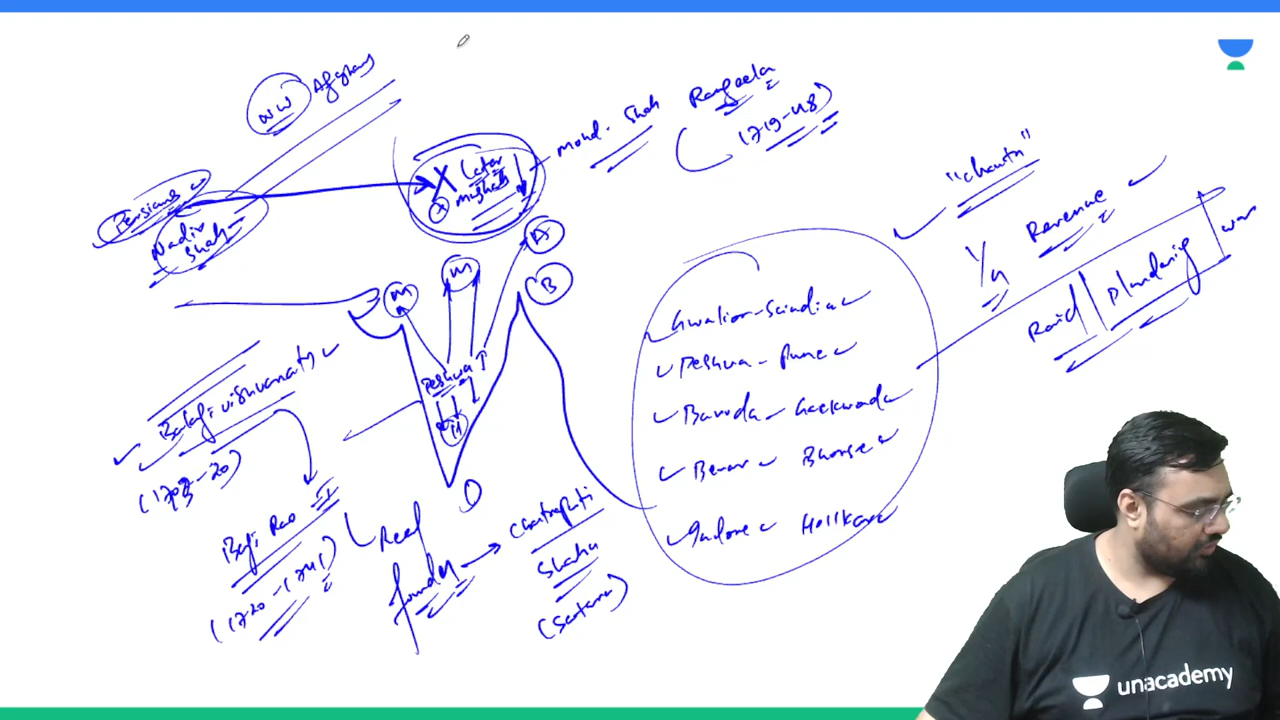 NW Afghans
Persians
Nadir
Shah
X Later
Mughals
Mohd. Shah Rangeela
(1719-48)
"chauth"
1/4 Revenue
Raid / Plundering
war
A
M
M
B
Peshwa
Balaji Vishwanath
Baji Rao I
(1720-1741)
Real
founder
Chatrapati
Shahu
(Satara)
Gwalior - Scindia
Peshwa - Pune
Baroda - Gaekwada
Berar Bhonse
Indore Hollkar
unacademy